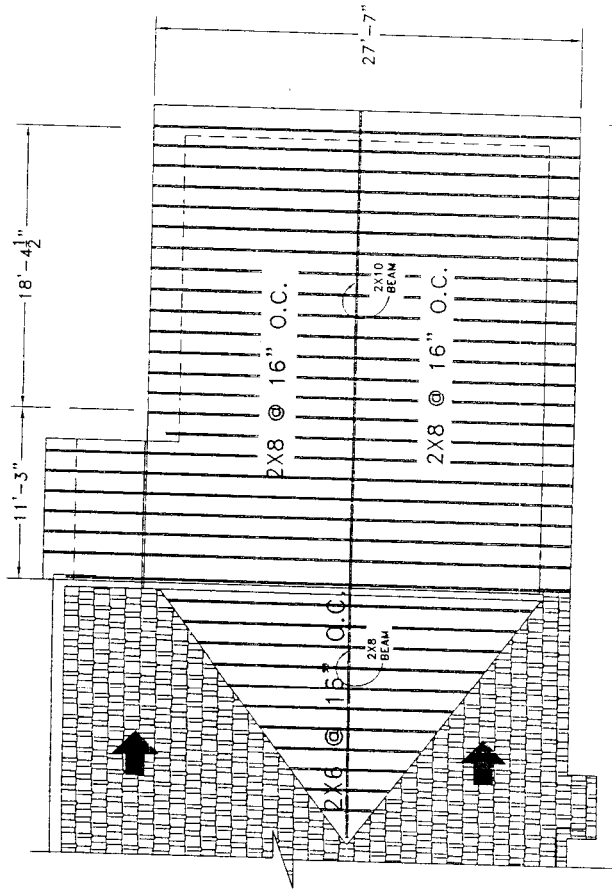 18'-4½"
11'-3"
27'-7"
2X8 @ 16" O.C.
2X10
BEAM
2X8 @ 16" O.C.
2X6 @ 16" O.C.
2X8
BEAM